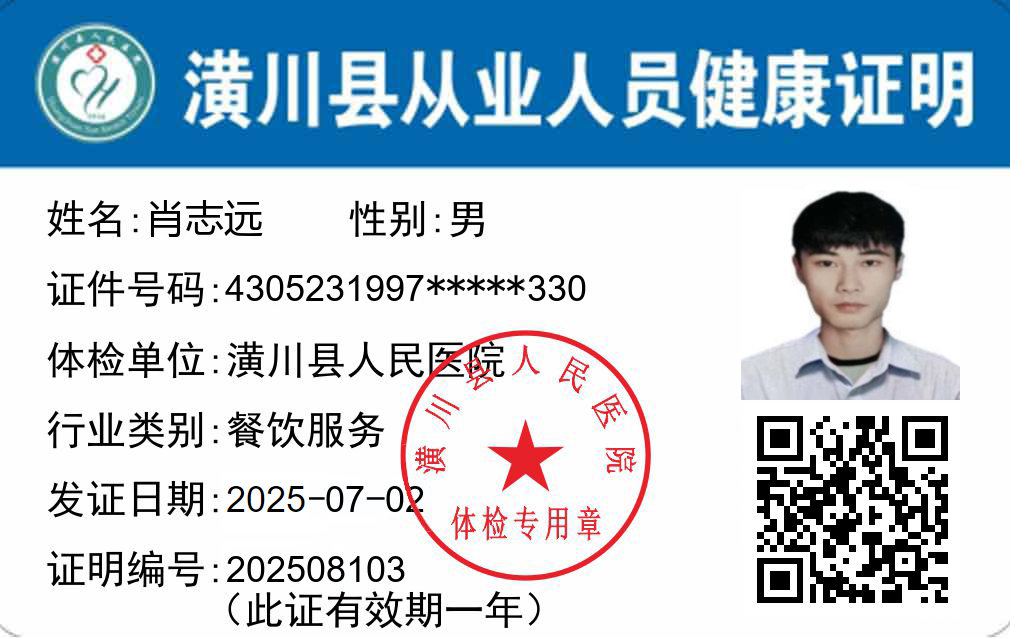 潢川县从业人员健康证明
姓名:肖志远 性别:男
证件号码:4305231997*****330
体检单位:潢川县人民医院
行业类别:餐饮服务
发证日期:2025-07-02
证明编号:202508103
(此证有效期一年)
潢川县人民医院
体检专用章